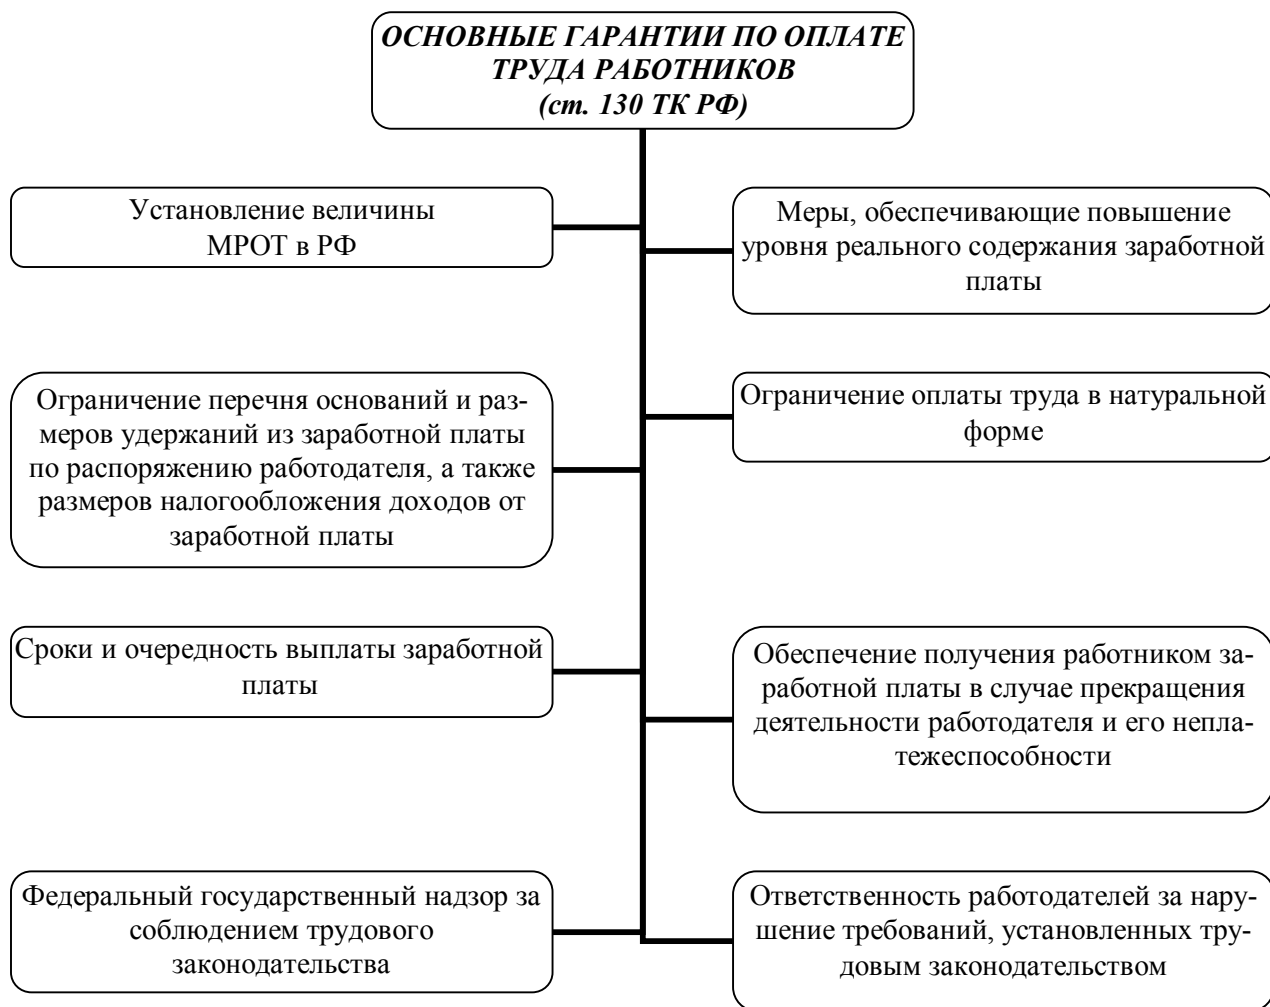 ОСНОВНЫЕ ГАРАНТИИ ПО ОПЛАТЕ
ТРУДА РАБОТНИКОВ
(ст. 130 ТК РФ)
Установление величины
МРОТ в РФ
Меры, обеспечивающие повышение
уровня реального содержания заработной
платы
Ограничение перечня оснований и раз-
меров удержаний из заработной платы
по распоряжению работодателя, а также
размеров налогообложения доходов от
заработной платы
Ограничение оплаты труда в натуральной
форме
Сроки и очередность выплаты заработной
платы
Обеспечение получения работником за-
работной платы в случае прекращения
деятельности работодателя и его непла-
тежеспособности
Федеральный государственный надзор за
соблюдением трудового
законодательства
Ответственность работодателей за нару-
шение требований, установленных тру-
довым законодательством